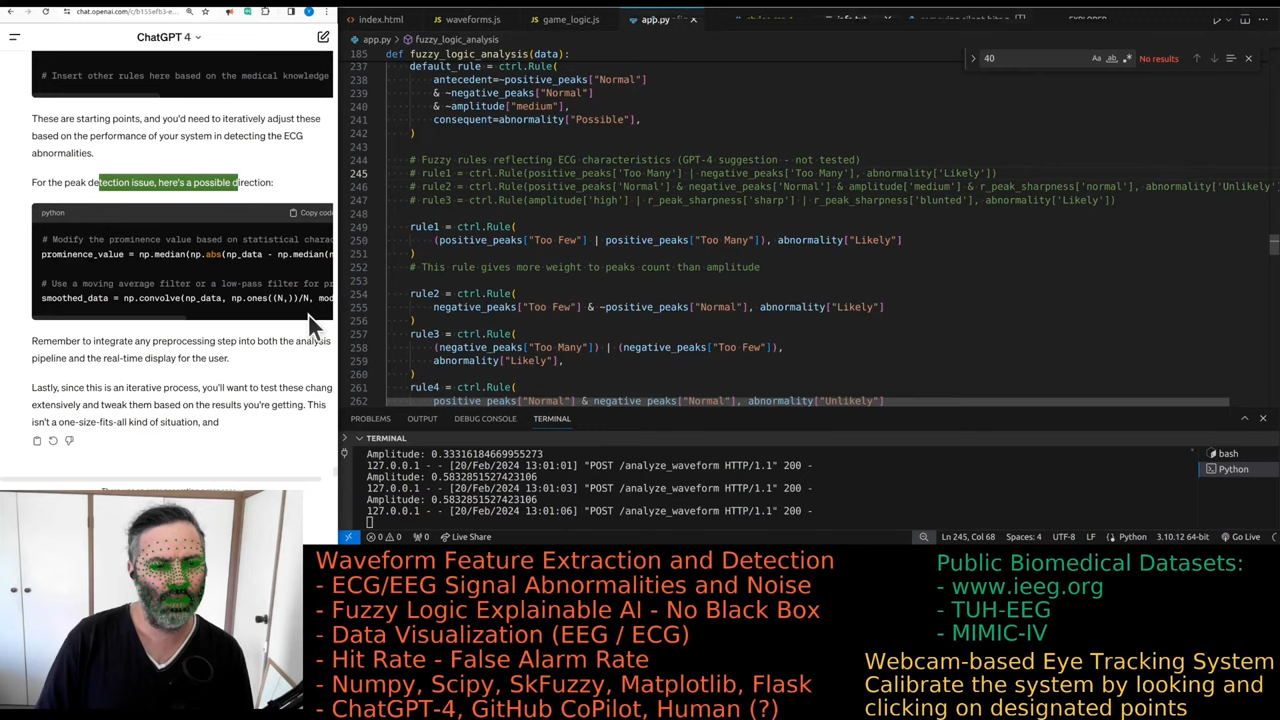 chat.openai.com/c/b155efb3-e...
ChatGPT 4
# Insert other rules here based on the medical knowledge
These are starting points, and you'd need to iteratively adjust these
based on the performance of your system in detecting the ECG
abnormalities.
For the peak detection issue, here's a possible direction:
python
Copy code
# Modify the prominence value based on statistical charac
prominence_value = np.median(np.abs(np_data - np.median(n
# Use a moving average filter or a low-pass filter for pr
smoothed_data = np.convolve(np_data, np.ones((N,))/N, mod
Remember to integrate any preprocessing step into both the analysis
pipeline and the real-time display for the user.
Lastly, since this is an iterative process, you'll want to test these chang
extensively and tweak them based on the results you're getting. This
isn't a one-size-fits-all kind of situation, and
index.html
waveforms.js
game_logic.js
app.py
EXPLORER
app.py > fuzzy_logic_analysis
40
Aa
ab
No results
185 def fuzzy_logic_analysis(data):
237 default_rule = ctrl.Rule(
238 antecedent=~positive_peaks["Normal"]
239 & ~negative_peaks["Normal"]
240 & ~amplitude["medium"],
241 consequent=abnormality["Possible"],
242 )
243
244 # Fuzzy rules reflecting ECG characteristics (GPT-4 suggestion - not tested)
245 # rule1 = ctrl.Rule(positive_peaks['Too Many'] | negative_peaks['Too Many'], abnormality['Likely'])
246 # rule2 = ctrl.Rule(positive_peaks['Normal'] & negative_peaks['Normal'] & amplitude['medium'] & r_peak_sharpness['normal'], abnormality['Unlikely'
247 # rule3 = ctrl.Rule(amplitude['high'] | r_peak_sharpness['sharp'] | r_peak_sharpness['blunted'], abnormality['Likely'])
248
249 rule1 = ctrl.Rule(
250 (positive_peaks["Too Few"] | positive_peaks["Too Many"]), abnormality["Likely"]
251 )
252 # This rule gives more weight to peaks count than amplitude
253
254 rule2 = ctrl.Rule(
255 negative_peaks["Too Few"] & ~positive_peaks["Normal"], abnormality["Likely"]
256 )
257 rule3 = ctrl.Rule(
258 (negative_peaks["Too Many"]) | (negative_peaks["Too Few"]),
259 abnormality["Likely"],
260 )
261 rule4 = ctrl.Rule(
262 positive_peaks["Normal"] & negative_peaks["Normal"], abnormality["Unlikely"]
PROBLEMS OUTPUT DEBUG CONSOLE TERMINAL
TERMINAL
Amplitude: 0.33316184669955273
127.0.0.1 - - [20/Feb/2024 13:01:01] "POST /analyze_waveform HTTP/1.1" 200 -
Amplitude: 0.5832851527423106
127.0.0.1 - - [20/Feb/2024 13:01:03] "POST /analyze_waveform HTTP/1.1" 200 -
Amplitude: 0.5832851527423106
127.0.0.1 - - [20/Feb/2024 13:01:06] "POST /analyze_waveform HTTP/1.1" 200 -
bash
Python
0 0 0 Live Share
Ln 245, Col 68 Spaces: 4 UTF-8 LF Python 3.10.12 64-bit Go Live
Waveform Feature Extraction and Detection
- ECG/EEG Signal Abnormalities and Noise
- Fuzzy Logic Explainable AI - No Black Box
- Data Visualization (EEG / ECG)
- Hit Rate - False Alarm Rate
- Numpy, Scipy, SkFuzzy, Matplotlib, Flask
- ChatGPT-4, GitHub CoPilot, Human (?)
Public Biomedical Datasets:
- www.ieeg.org
- TUH-EEG
- MIMIC-IV
Webcam-based Eye Tracking System
Calibrate the system by looking and
clicking on designated points